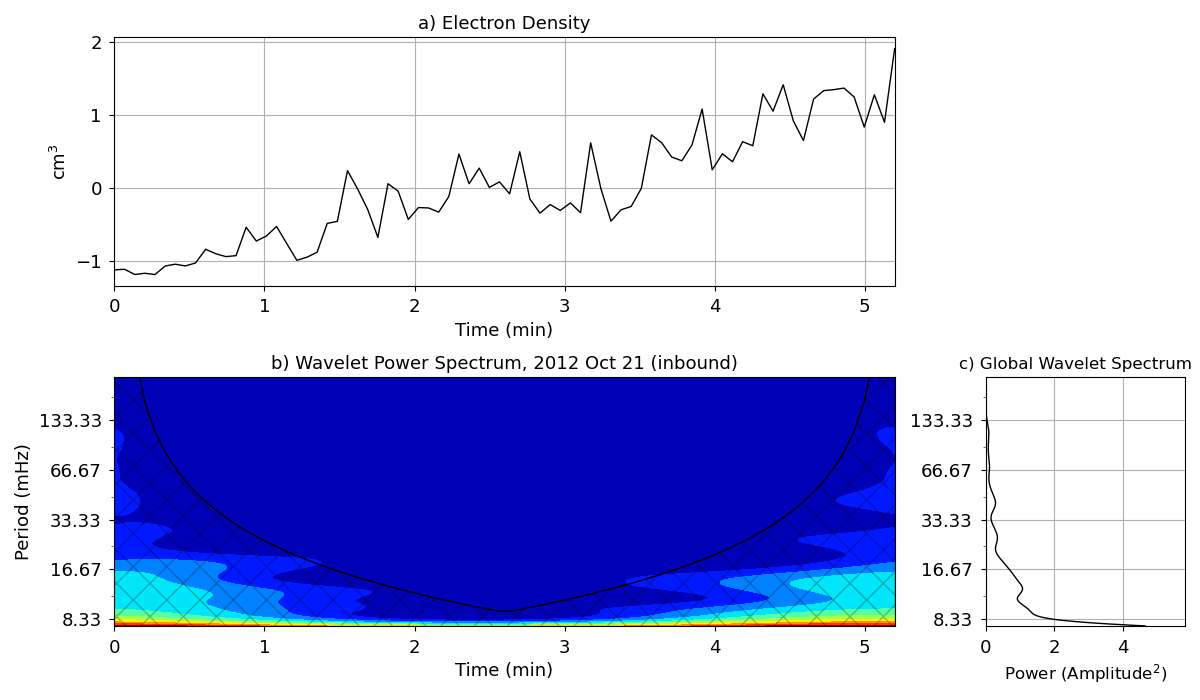 a) Electron Density
cm³
2
1
0
−1
0 1 2 3 4 5
Time (min)
b) Wavelet Power Spectrum, 2012 Oct 21 (inbound)
Period (mHz)
133.33
66.67
33.33
16.67
8.33
0 1 2 3 4 5
Time (min)
c) Global Wavelet Spectrum
133.33
66.67
33.33
16.67
8.33
0 2 4
Power (Amplitude²)